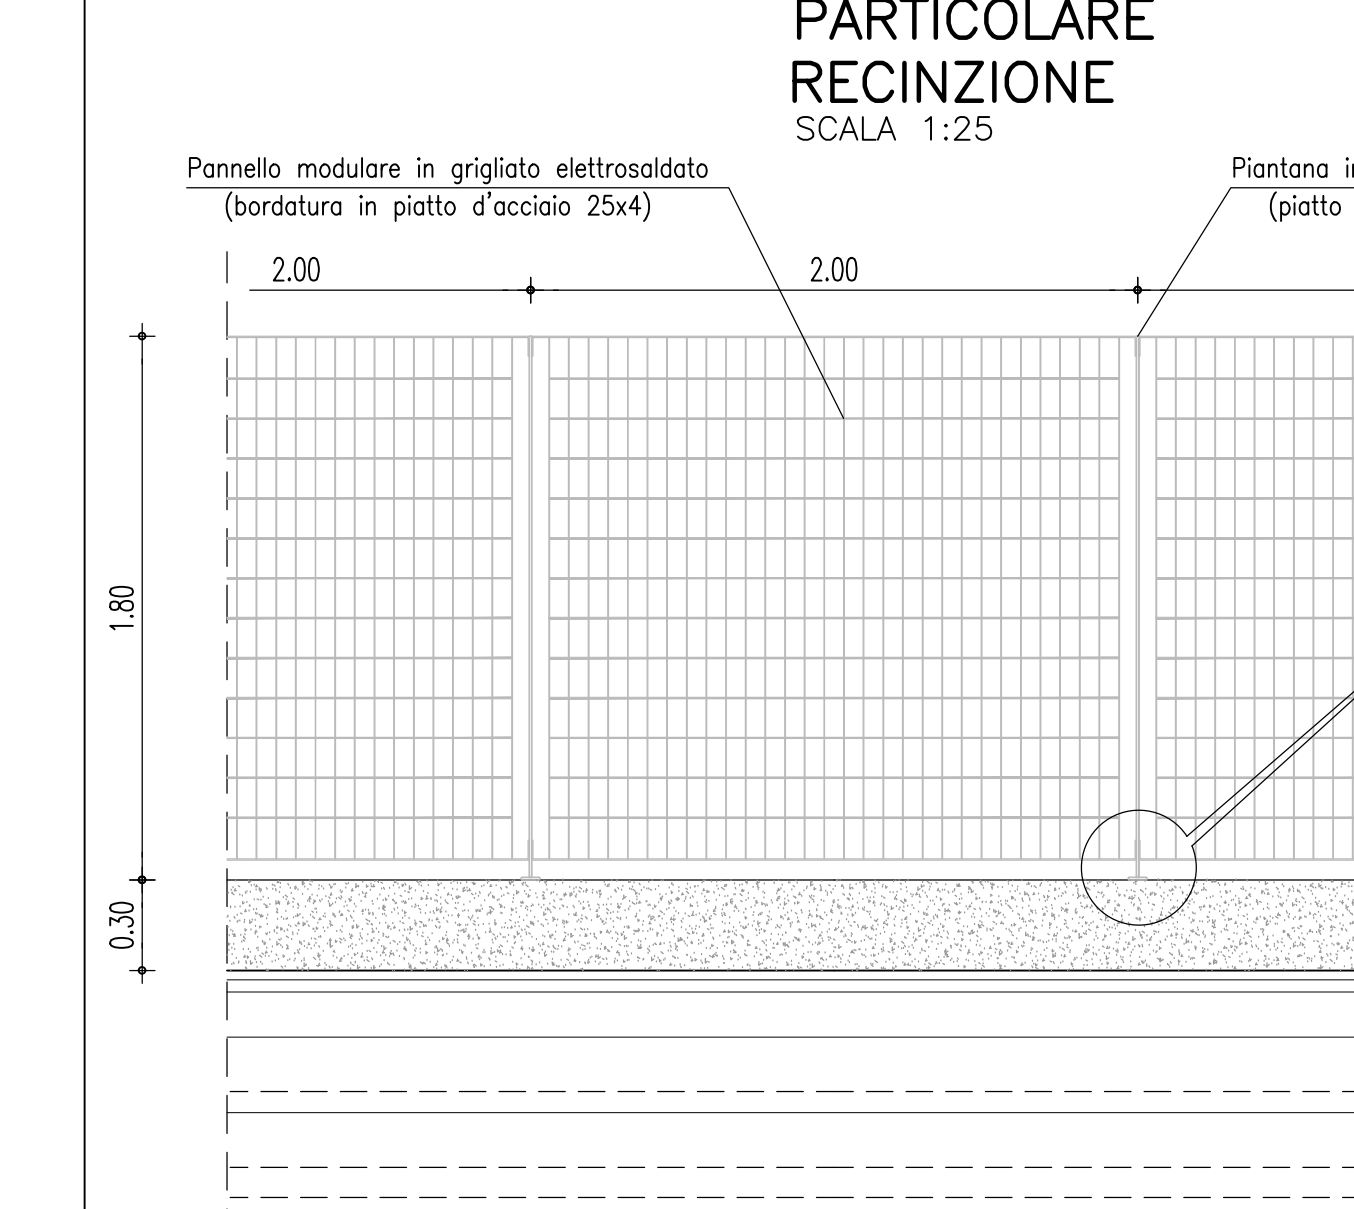 PARTICOLARE
RECINZIONE
SCALA 1:25
Pannello modulare in grigliato elettrosaldato
(bordatura in piatto d'acciaio 25x4)
Piantana
(piatto
2.00
2.00
1.80
0.30